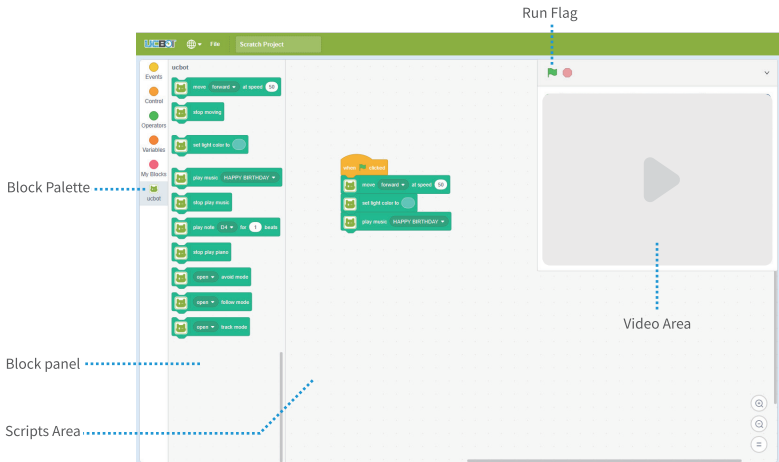 Run Flag
UCBOT
File
Scratch Project
Events
Control
Operators
Variables
My Blocks
ucbot
ucbot
move forward at speed 50
stop moving
set light color to
play music HAPPY BIRTHDAY
stop play music
play note D4 for 1 beats
stop play piano
open avoid mode
open follow mode
open track mode
when clicked
move forward at speed 50
set light color to
play music HAPPY BIRTHDAY
Block Palette
Video Area
Block panel
Scripts Area